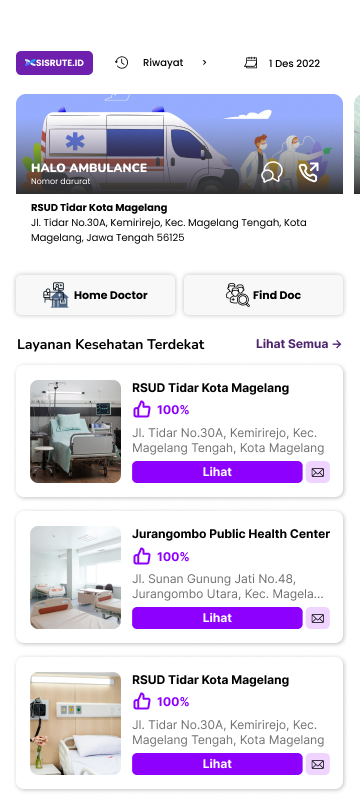 SISRUTE.ID
Riwayat
1 Des 2022
HALO AMBULANCE
Nomor darurat
RSUD Tidar Kota Magelang
Jl. Tidar No.30A, Kemirirejo, Kec. Magelang Tengah, Kota
Magelang, Jawa Tengah 56125
Home Doctor
Find Doc
Layanan Kesehatan Terdekat
Lihat Semua →
RSUD Tidar Kota Magelang
100%
Jl. Tidar No.30A, Kemirirejo, Kec.
Magelang Tengah, Kota Magelang
Lihat
Jurangombo Public Health Center
100%
Jl. Sunan Gunung Jati No.48,
Jurangombo Utara, Kec. Magela...
Lihat
RSUD Tidar Kota Magelang
100%
Jl. Tidar No.30A, Kemirirejo, Kec.
Magelang Tengah, Kota Magelang
Lihat